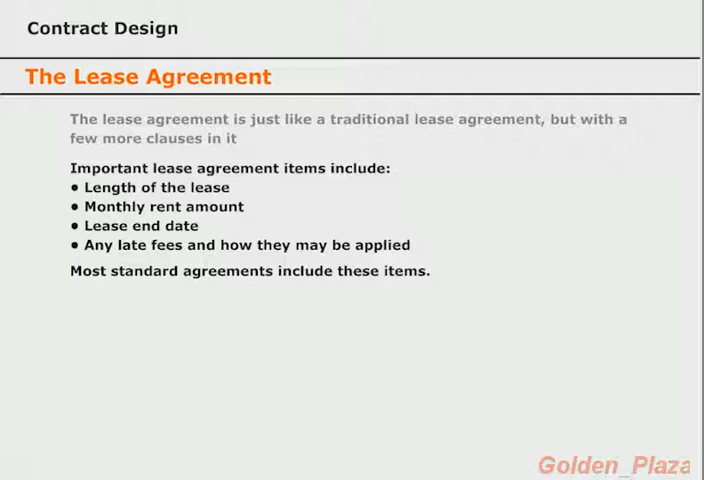 Contract Design
The Lease Agreement
The lease agreement is just like a traditional lease agreement, but with a
few more clauses in it
Important lease agreement items include:
● Length of the lease
● Monthly rent amount
● Lease end date
● Any late fees and how they may be applied
Most standard agreements include these items.
Golden_Plaza